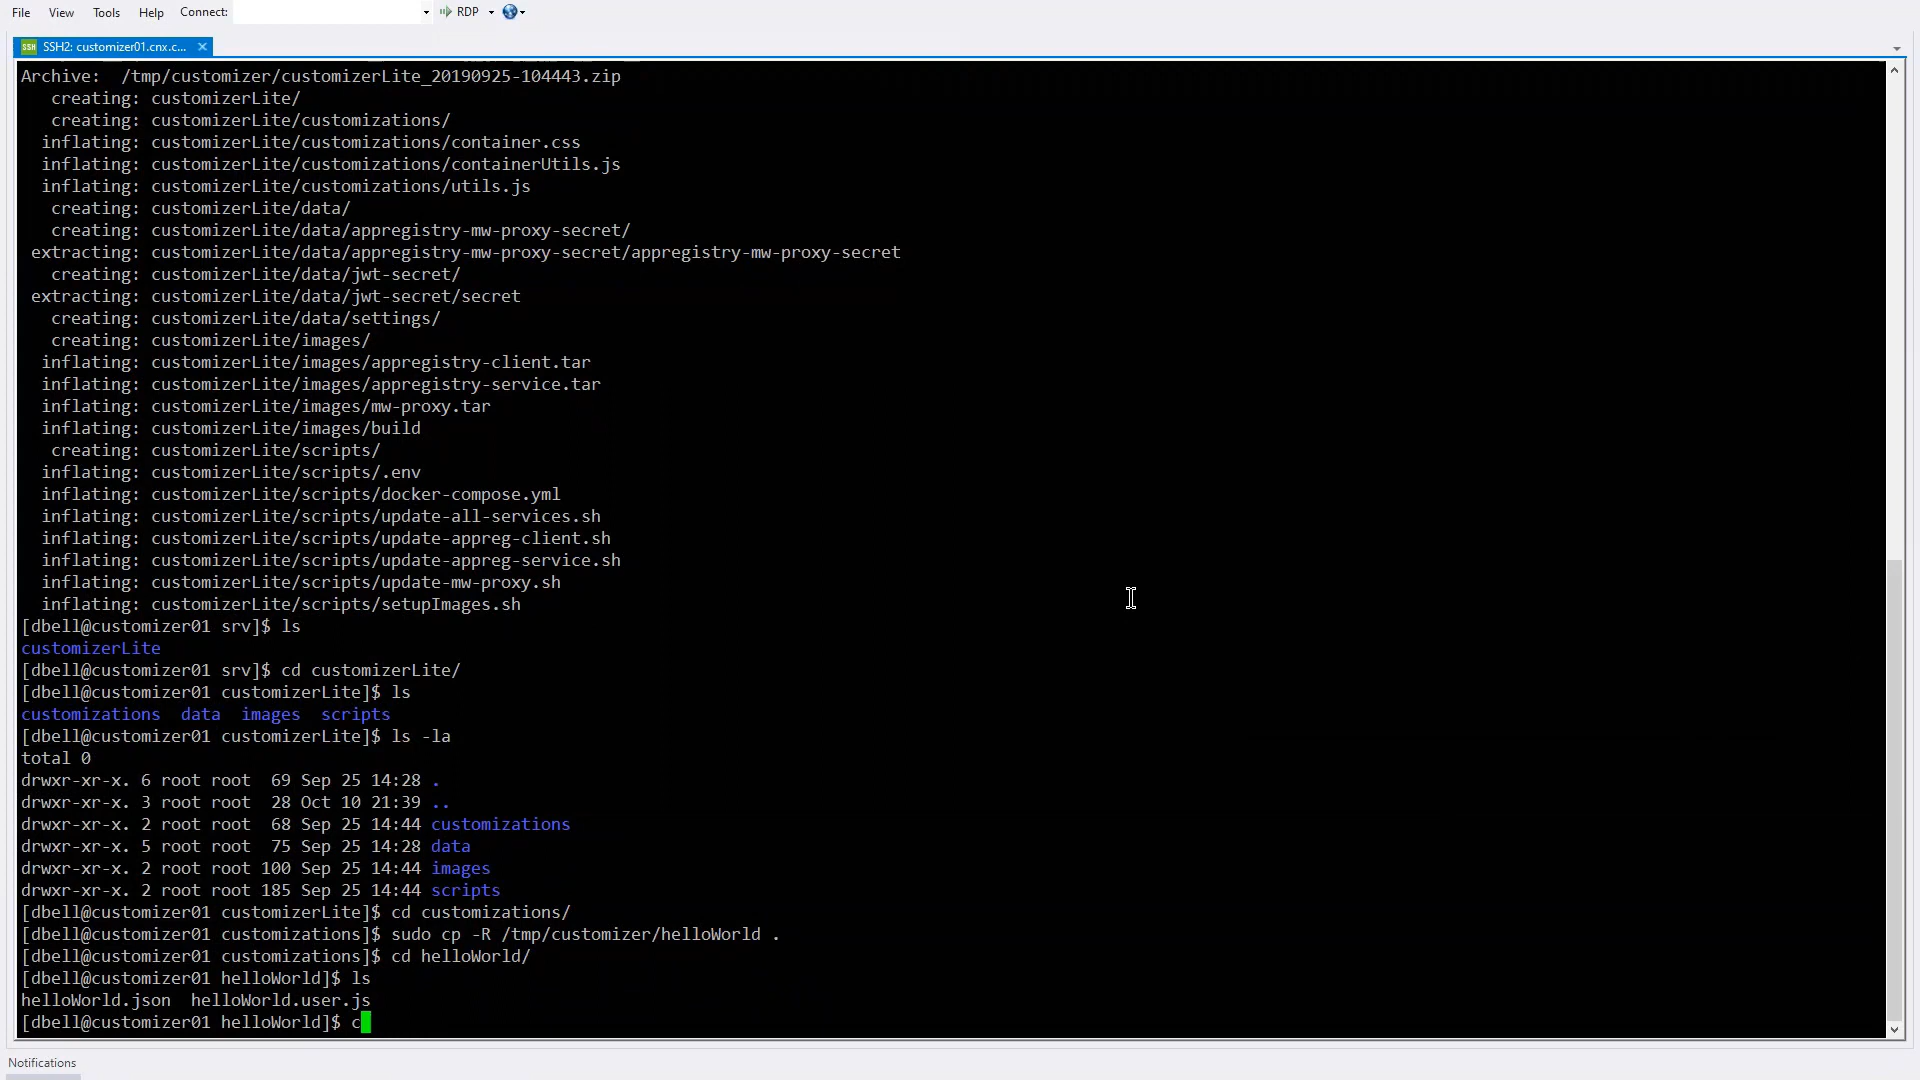 File View Tools Help Connect: RDP
SSH SSH2: customizer01.cnx.c...
Archive:  /tmp/customizer/customizerLite_20190925-104443.zip
   creating: customizerLite/
   creating: customizerLite/customizations/
  inflating: customizerLite/customizations/container.css
  inflating: customizerLite/customizations/containerUtils.js
  inflating: customizerLite/customizations/utils.js
   creating: customizerLite/data/
   creating: customizerLite/data/appregistry-mw-proxy-secret/
 extracting: customizerLite/data/appregistry-mw-proxy-secret/appregistry-mw-proxy-secret
   creating: customizerLite/data/jwt-secret/
 extracting: customizerLite/data/jwt-secret/secret
   creating: customizerLite/data/settings/
   creating: customizerLite/images/
  inflating: customizerLite/images/appregistry-client.tar
  inflating: customizerLite/images/appregistry-service.tar
  inflating: customizerLite/images/mw-proxy.tar
  inflating: customizerLite/images/build
   creating: customizerLite/scripts/
  inflating: customizerLite/scripts/.env
  inflating: customizerLite/scripts/docker-compose.yml
  inflating: customizerLite/scripts/update-all-services.sh
  inflating: customizerLite/scripts/update-appreg-client.sh
  inflating: customizerLite/scripts/update-appreg-service.sh
  inflating: customizerLite/scripts/update-mw-proxy.sh
  inflating: customizerLite/scripts/setupImages.sh
[dbell@customizer01 srv]$ ls
customizerLite
[dbell@customizer01 srv]$ cd customizerLite/
[dbell@customizer01 customizerLite]$ ls
customizations  data  images  scripts
[dbell@customizer01 customizerLite]$ ls -la
total 0
drwxr-xr-x. 6 root root  69 Sep 25 14:28 .
drwxr-xr-x. 3 root root  28 Oct 10 21:39 ..
drwxr-xr-x. 2 root root  68 Sep 25 14:44 customizations
drwxr-xr-x. 5 root root  75 Sep 25 14:28 data
drwxr-xr-x. 2 root root 100 Sep 25 14:44 images
drwxr-xr-x. 2 root root 185 Sep 25 14:44 scripts
[dbell@customizer01 customizerLite]$ cd customizations/
[dbell@customizer01 customizations]$ sudo cp -R /tmp/customizer/helloWorld .
[dbell@customizer01 customizations]$ cd helloWorld/
[dbell@customizer01 helloWorld]$ ls
helloWorld.json  helloWorld.user.js
[dbell@customizer01 helloWorld]$ c
Notifications